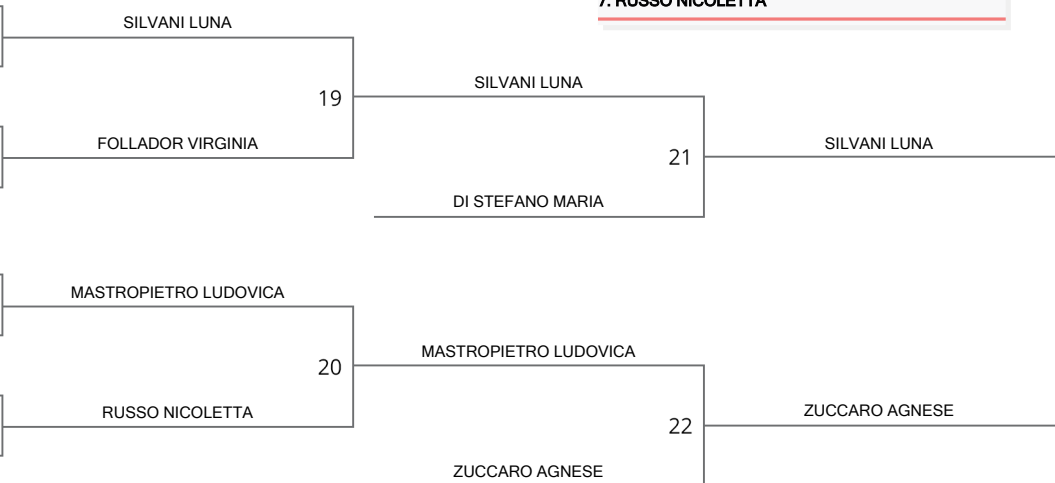 7. RUSSO NICOLETTA
SILVANI LUNA
SILVANI LUNA
19
FOLLADOR VIRGINIA
SILVANI LUNA
21
DI STEFANO MARIA
MASTROPIETRO LUDOVICA
MASTROPIETRO LUDOVICA
20
RUSSO NICOLETTA
ZUCCARO AGNESE
22
ZUCCARO AGNESE